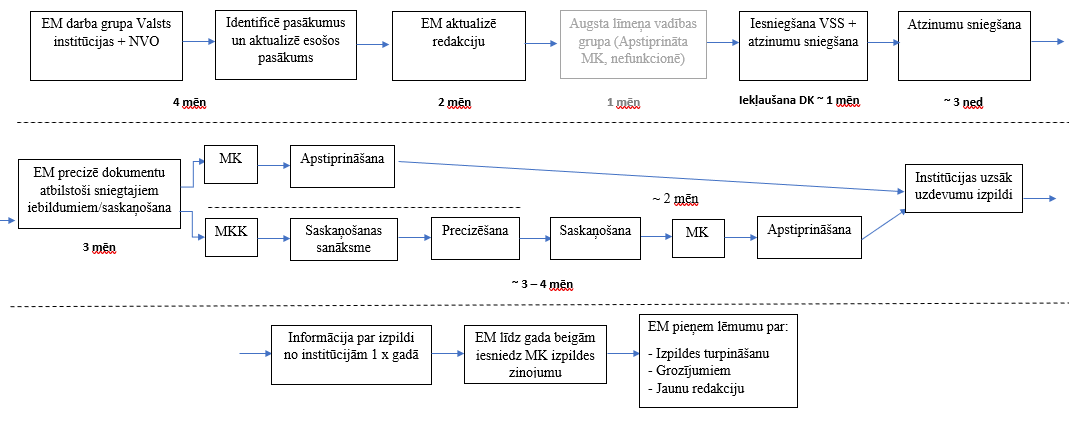 EM darba grupa Valsts
institūcijas + NVO
Identificē pasākumus
un aktualizē esošos
pasākums
EM aktualizē
redakciju
Augsta līmeņa vadības
grupa (Apstiprināta
MK, nefunkcionē)
Iesniegšana VSS +
atzinumu sniegšana
Atzinumu sniegšana
4 mēn
2 mēn
1 mēn
Iekļaušana DK ~ 1 mēn
~ 3 ned
EM precizē dokumentu
atbilstoši sniegtajiem
iebildumiem/saskaņošana
3 mēn
MK
Apstiprināšana
~ 2 mēn
Institūcijas uzsāk
uzdevumu izpildi
MKK
Saskaņošanas
sanāksme
Precizēšana
Saskaņošana
MK
Apstiprināšana
~ 3 – 4 mēn
Informācija par izpildi
no institūcijām 1 x gadā
EM līdz gada beigām
iesniedz MK izpildes
ziņojumu
EM pieņem lēmumu par:
- Izpildes turpināšanu
- Grozījumiem
- Jaunu redakciju